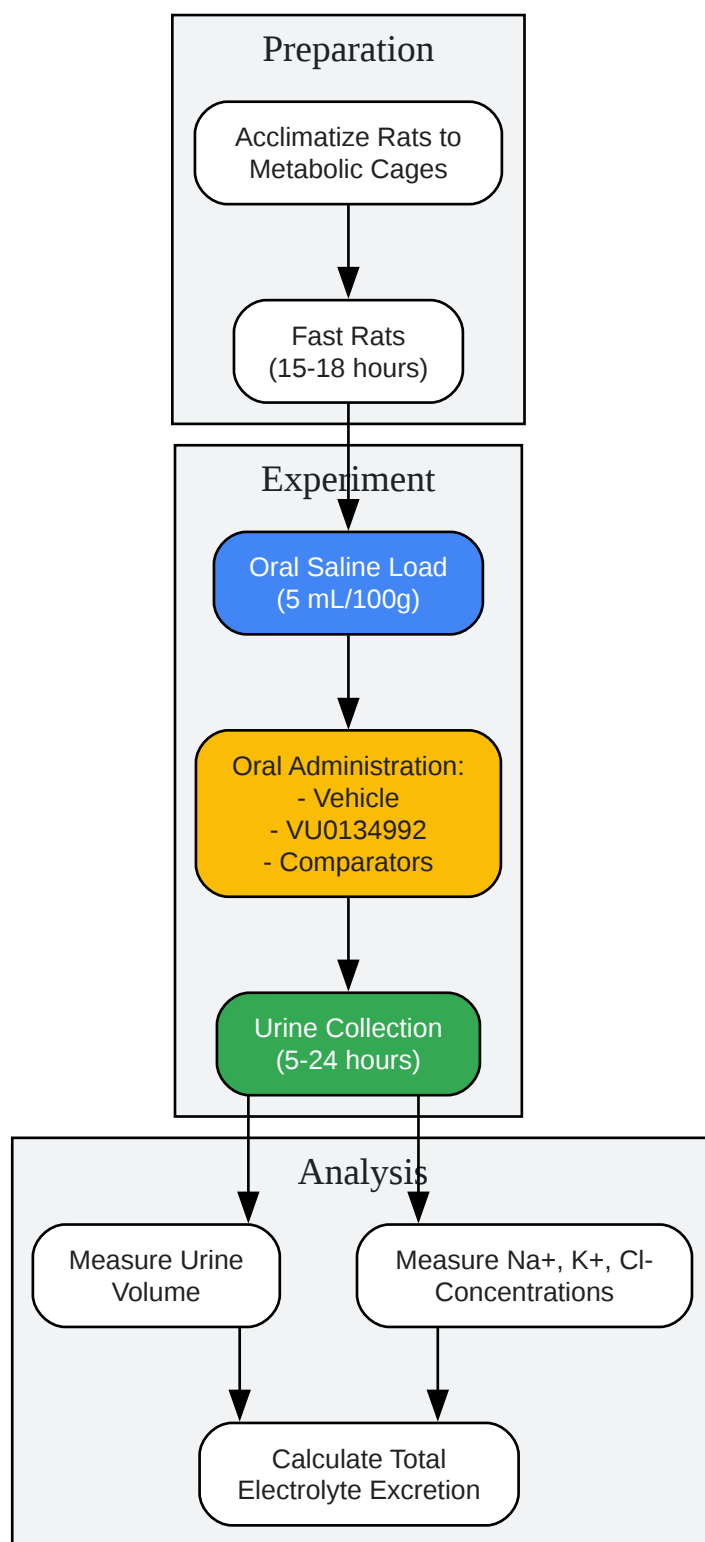 Preparation
Acclimatize Rats to
Metabolic Cages
Fast Rats
(15-18 hours)
Experiment
Oral Saline Load
(5 mL/100g)
Oral Administration:
- Vehicle
- VU0134992
- Comparators
Urine Collection
(5-24 hours)
Analysis
Measure Urine
Volume
Measure Na+, K+, Cl-
Concentrations
Calculate Total
Electrolyte Excretion